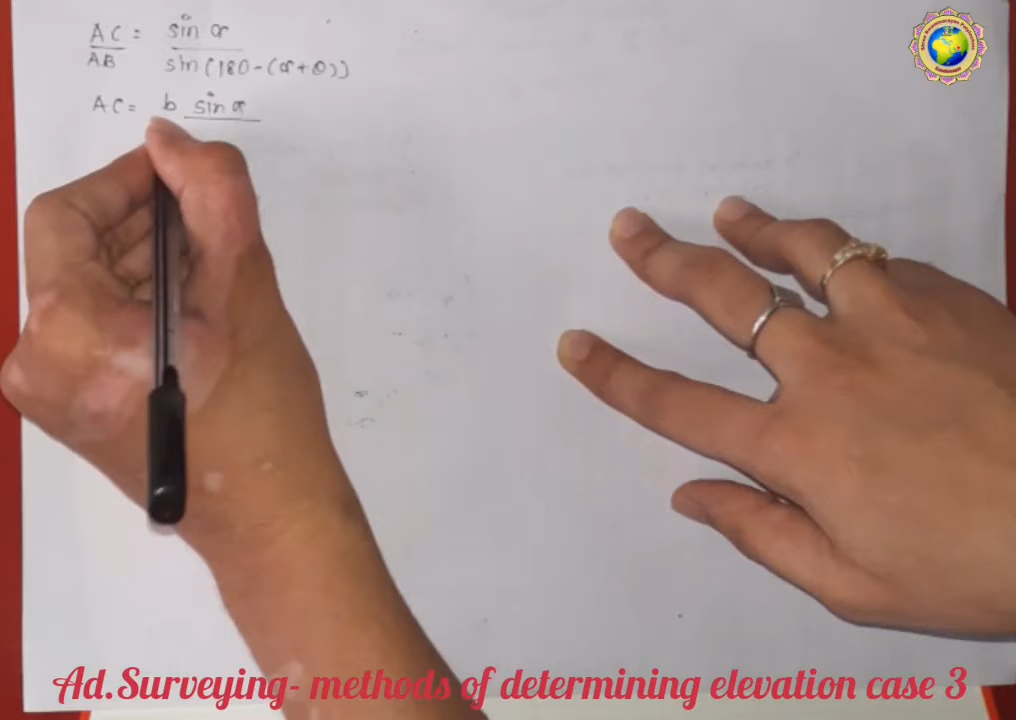 AC = sin α
AB sin(180-(α+θ))
AC = b sin α
Ad.Surveying- methods of determining elevation case 3